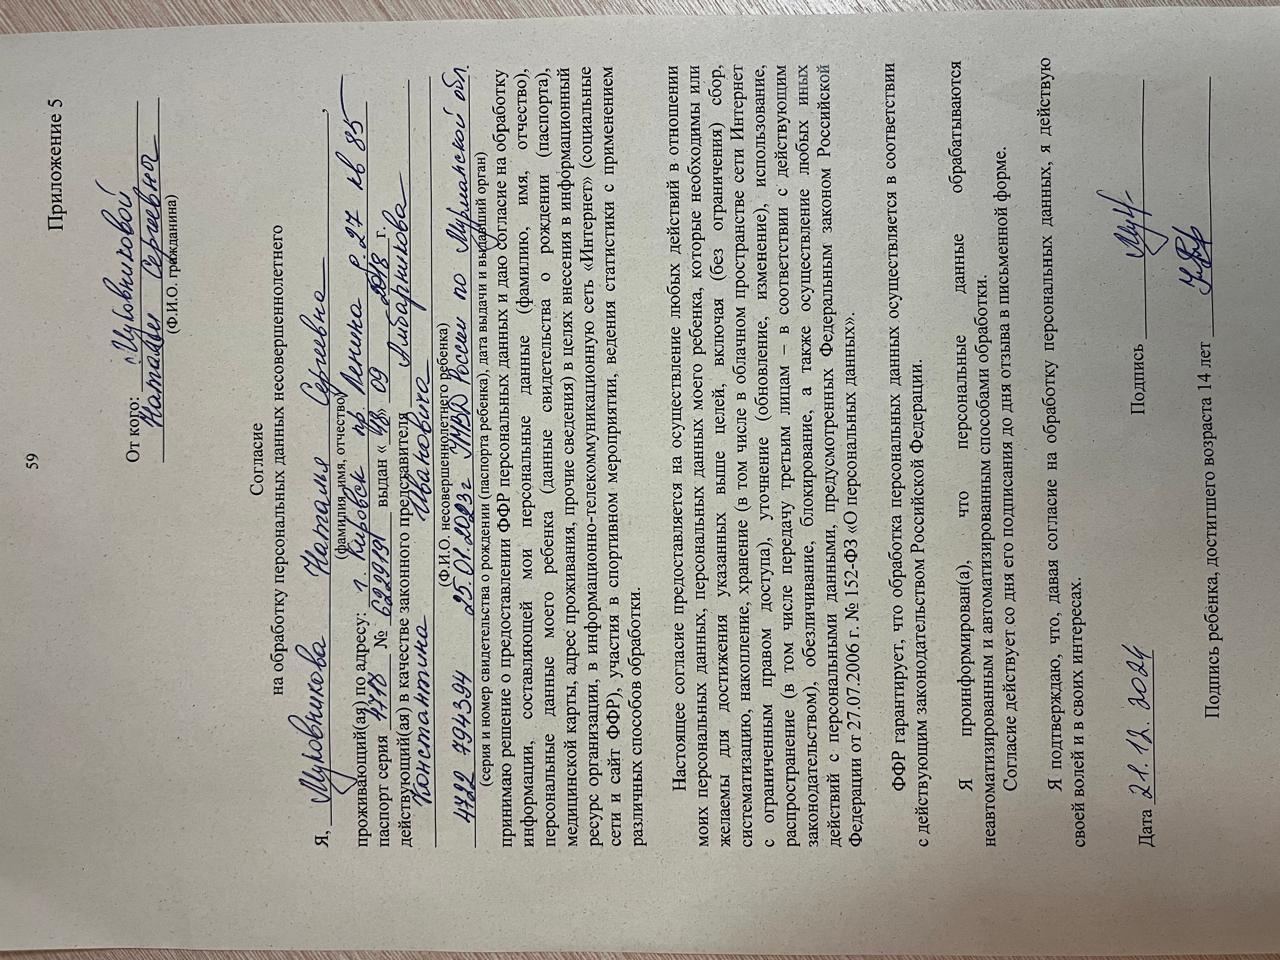 59
Приложение 5
От кого: Шуровниковой
Натальи Сергеевны
(Ф.И.О. гражданина)
Согласие
на обработку персональных данных несовершеннолетнего
Я, Наталья Сергеевна,
(фамилия, имя, отчество)
проживающий(ая) по адресу: г. Кировск пр Ленина д. 27 кв 85
паспорт серия 4718 № 6229191 выдан « 18» 09 2018 г.
действующий(ая) в качестве законного представителя Амбарникова
Константина Ивановича
(Ф.И.О. несовершеннолетнего ребенка)
4722 794394 25.01.2023г УМВД России по Мурманской обл.
(серия и номер свидетельства о рождении (паспорта ребенка), дата выдачи и выдавший орган)
принимаю решение о предоставлении ФФР персональных данных и даю согласие на обработку
информации, составляющей мои персональные данные (фамилию, имя, отчество),
персональные данные моего ребенка (данные свидетельства о рождении (паспорта),
медицинской карты, адрес проживания, прочие сведения) в целях внесения в информационный
ресурс организации, в информационно-телекоммуникационную сеть «Интернет» (социальные
сети и сайт ФФР), участия в спортивном мероприятии, ведения статистики с применением
различных способов обработки.
Настоящее согласие предоставляется на осуществление любых действий в отношении
моих персональных данных, персональных данных моего ребенка, которые необходимы или
желаемы для достижения указанных выше целей, включая (без ограничения) сбор,
систематизацию, накопление, хранение (в том числе в облачном пространстве сети Интернет
с ограниченным правом доступа), уточнение (обновление, изменение), использование,
распространение (в том числе передачу третьим лицам – в соответствии с действующим
законодательством), обезличивание, блокирование, а также осуществление любых иных
действий с персональными данными, предусмотренных Федеральным законом Российской
Федерации от 27.07.2006 г. № 152-ФЗ «О персональных данных».
ФФР гарантирует, что обработка персональных данных осуществляется в соответствии
с действующим законодательством Российской Федерации.
Я проинформирован(а), что персональные данные обрабатываются
неавтоматизированным и автоматизированным способами обработки.
Согласие действует со дня его подписания до дня отзыва в письменной форме.
Я подтверждаю, что, давая согласие на обработку персональных данных, я действую
своей волей и в своих интересах.
Дата 21.12.2024 Подпись
Подпись ребёнка, достигшего возраста 14 лет